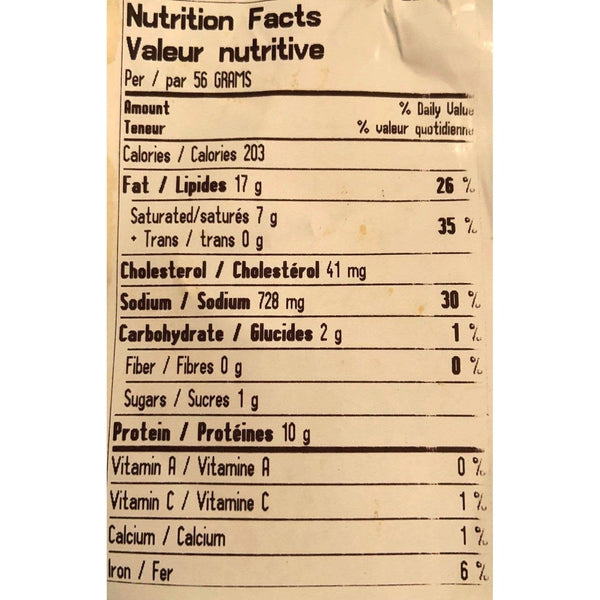 Nutrition Facts
Valeur nutritive
Per / par 56 GRAMS
Amount % Daily Value
Teneur % valeur quotidienne
Calories / Calories 203
Fat / Lipides 17 g 26 %
Saturated/saturés 7 g
+ Trans / trans 0 g 35 %
Cholesterol / Cholestérol 41 mg
Sodium / Sodium 728 mg 30 %
Carbohydrate / Glucides 2 g 1 %
Fiber / Fibres 0 g 0 %
Sugars / Sucres 1 g
Protein / Protéines 10 g
Vitamin A / Vitamine A 0 %
Vitamin C / Vitamine C 1 %
Calcium / Calcium 1 %
Iron / Fer 6 %